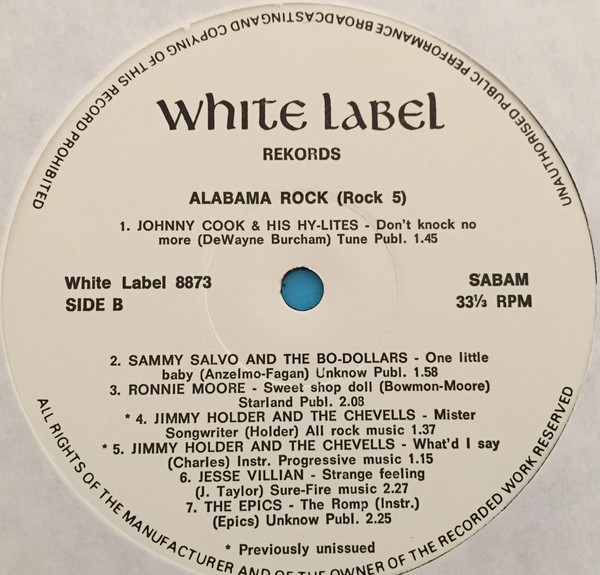 UNAUTHORISED PUBLIC PERFORMANCE BROADCASTING AND COPYING OF THIS RECORD PROHIBITED
White Label
REKORDS
ALABAMA ROCK (Rock 5)
1. JOHNNY COOK & HIS HY-LITES - Don't knock no
more (DeWayne Burcham) Tune Publ. 1.45
White Label 8873
SABAM
SIDE B
33⅓ RPM
2. SAMMY SALVO AND THE BO-DOLLARS - One little
baby (Anzelmo-Fagan) Unknow Publ. 1.58
3. RONNIE MOORE - Sweet shop doll (Bowmon-Moore)
Starland Publ. 2.08
* 4. JIMMY HOLDER AND THE CHEVELLS - Mister
Songwriter (Holder) All rock music 1.37
* 5. JIMMY HOLDER AND THE CHEVELLS - What'd I say
(Charles) Instr. Progressive music 1.15
6. JESSE VILLIAN - Strange feeling
(J. Taylor) Sure-Fire music 2.27
7. THE EPICS - The Romp (Instr.)
(Epics) Unknow Publ. 2.25
* Previously unissued
ALL RIGHTS OF THE MANUFACTURER AND OF THE OWNER OF THE RECORDED WORK RESERVED